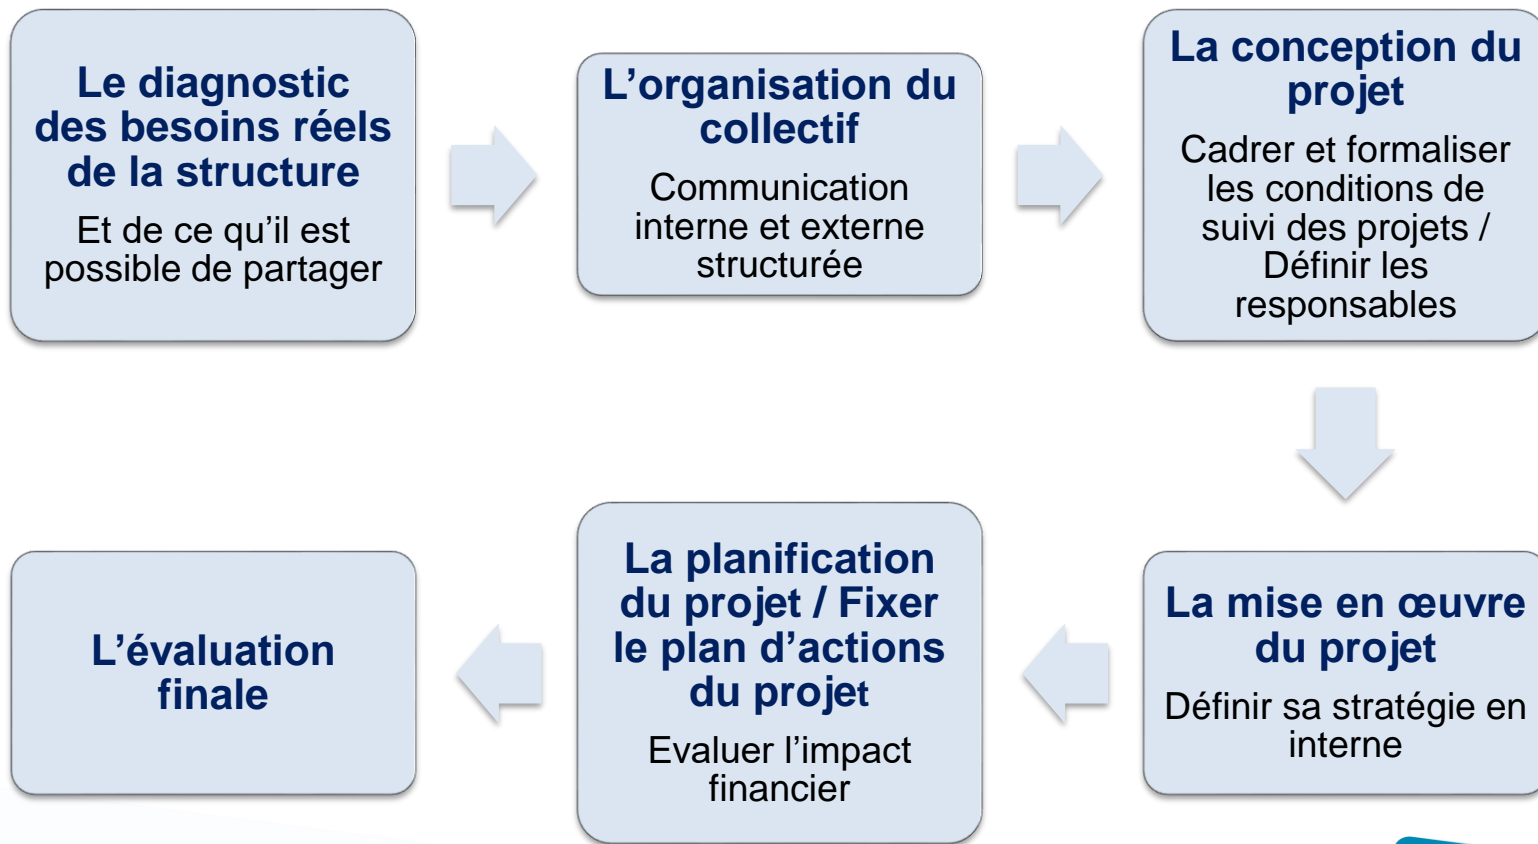 Le diagnostic
des besoins réels
de la structure
Et de ce qu'il est
possible de partager
L'organisation du
collectif
Communication
interne et externe
structurée
La conception du
projet
Cadrer et formaliser
les conditions de
suivi des projets /
Définir les
responsables
La mise en œuvre
du projet
Définir sa stratégie en
interne
La planification
du projet / Fixer
le plan d'actions
du projet
Evaluer l'impact
financier
L'évaluation
finale